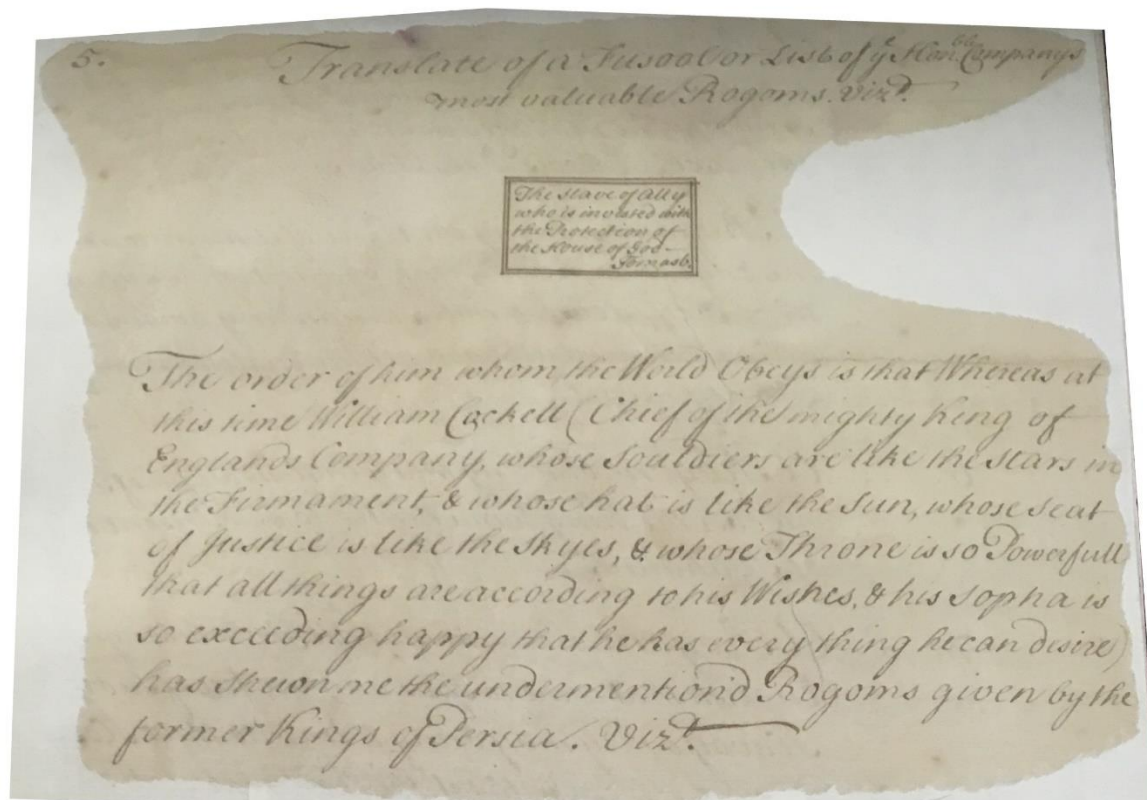 5.
Translate of a Fusool or List of yᵉ Honᵇˡᵉ Companys
most valuable Rogoms. Vizᵗ.
The Slave of Ally
who is invested with
the Protection of
the House of God—
Tomasb.
The order of him whom the World Obeys is that Whereas at
this time William Cockell (Chief of the mighty King of
Englands Company, whose Souldiers are like the Stars in
the Firmament, & whose hat is like the Sun, whose Seat
of Justice is like the Skyes, & whose Throne is so Powerfull
that all things are according to his Wishes, & his Sopha is
so exceeding happy that he has every thing he can desire)
has Shewn me the undermention'd Rogoms given by the
former Kings of Persia. Vizᵗ.